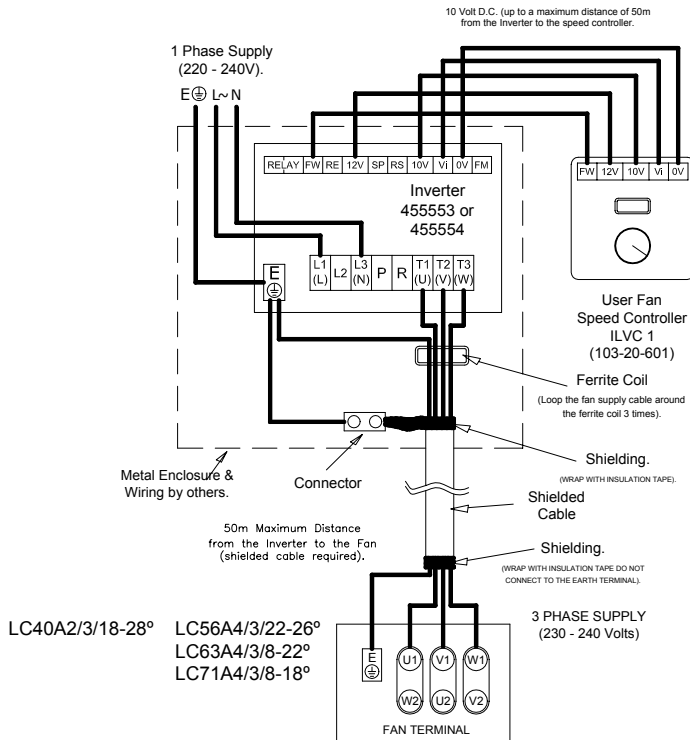 10 Volt D.C. (up to a maximum distance of 50m
from the Inverter to the speed controller.
1 Phase Supply
(220 - 240V).
E L~ N
RELAY FW RE 12V SP RS 10V Vi 0V FM
FW 12V 10V Vi 0V
Inverter
455553 or
455554
E
L1 (L) L2 L3 (N) P R T1 (U) T2 (V) T3 (W)
User Fan
Speed Controller
ILVC 1
(103-20-601)
Ferrite Coil
(Loop the fan supply cable around
the ferrite coil 3 times).
Metal Enclosure &
Wiring by others.
Connector
Shielding.
(WRAP WITH INSULATION TAPE).
Shielded
Cable
50m Maximum Distance
from the Inverter to the Fan
(shielded cable required).
Shielding.
(WRAP WITH INSULATION TAPE DO NOT
CONNECT TO THE EARTH TERMINAL).
LC40A2/3/18-28º LC56A4/3/22-26º
LC63A4/3/8-22º
LC71A4/3/8-18º
3 PHASE SUPPLY
(230 - 240 Volts)
E U1 V1 W1
W2 U2 V2
FAN TERMINAL